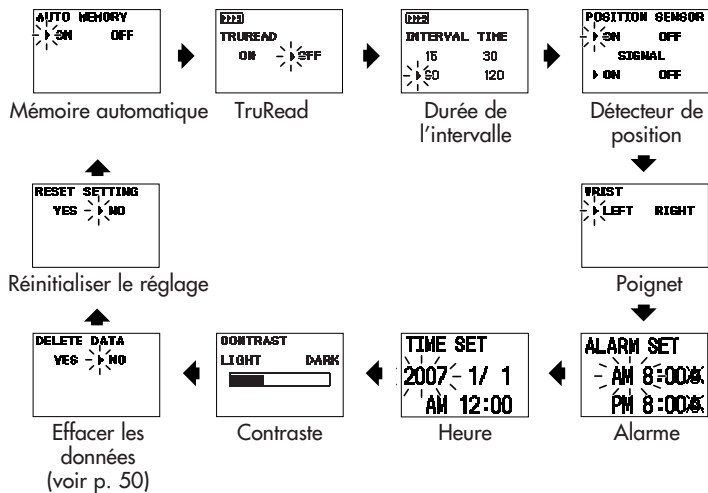 AUTO MEMORY
ON OFF
Mémoire automatique
TRUREAD
ON OFF
TruRead
INTERVAL TIME
15 30
60 120
Durée de
l'intervalle
POSITION SENSOR
ON OFF
SIGNAL
ON OFF
Détecteur de
position
WRIST
LEFT RIGHT
Poignet
ALARM SET
AM 8:00
PM 8:00
Alarme
TIME SET
2007 - 1/ 1
AM 12:00
Heure
CONTRAST
LIGHT DARK
Contraste
DELETE DATA
YES NO
Effacer les
données
(voir p. 50)
RESET SETTING
YES NO
Réinitialiser le réglage